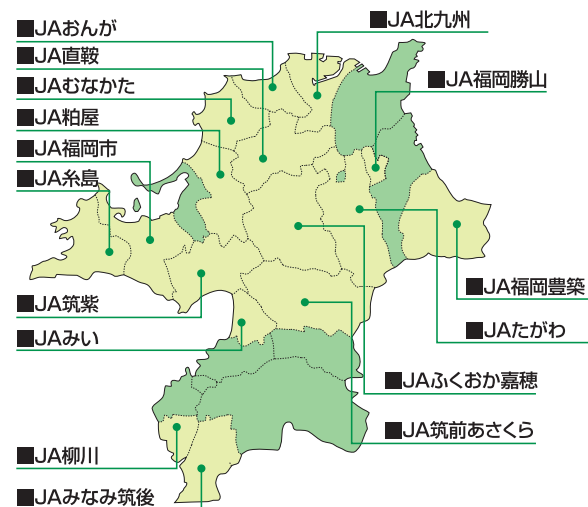 ■JAおんが
■JA直鞍
■JAむなかた
■JA粕屋
■JA福岡市
■JA糸島
■JA筑紫
■JAみい
■JA柳川
■JAみなみ筑後
■JA北九州
■JA福岡勝山
■JA福岡豊築
■JAたがわ
■JAふくおか嘉穂
■JA筑前あさくら